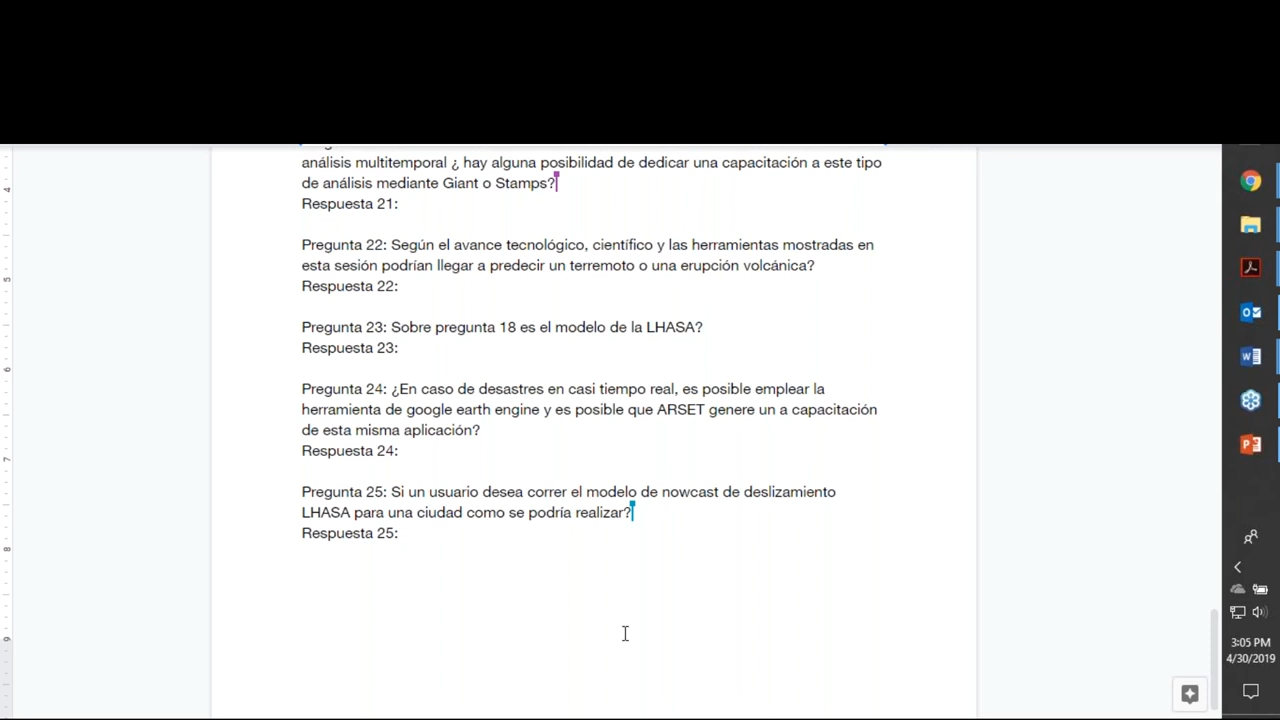 análisis multitemporal ¿ hay alguna posibilidad de dedicar una capacitación a este tipo
de análisis mediante Giant o Stamps?
Respuesta 21:
Pregunta 22: Según el avance tecnológico, científico y las herramientas mostradas en
esta sesión podrían llegar a predecir un terremoto o una erupción volcánica?
Respuesta 22:
Pregunta 23: Sobre pregunta 18 es el modelo de la LHASA?
Respuesta 23:
Pregunta 24: ¿En caso de desastres en casi tiempo real, es posible emplear la
herramienta de google earth engine y es posible que ARSET genere un a capacitación
de esta misma aplicación?
Respuesta 24:
Pregunta 25: Si un usuario desea correr el modelo de nowcast de deslizamiento
LHASA para una ciudad como se podría realizar?
Respuesta 25:
4
5
6
7
8
9
3:05 PM
4/30/2019